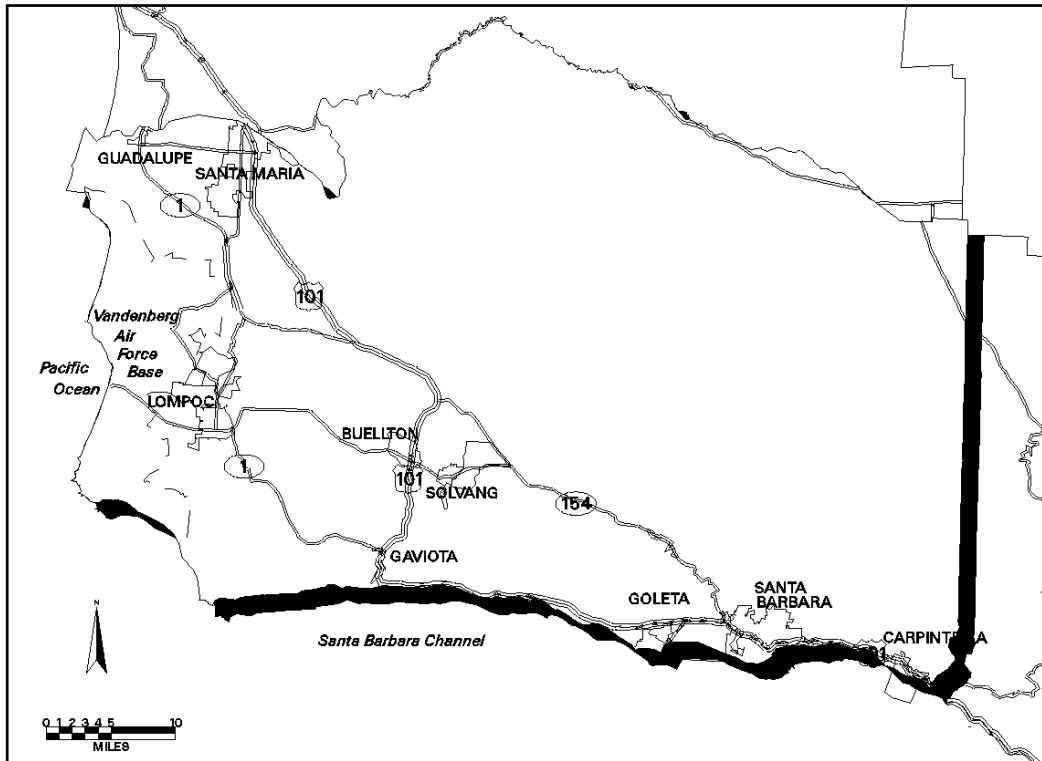 GUADALUPE
SANTA MARIA
1
101
Vandenberg
Air
Force
Base
Pacific
Ocean
LOMPOC
BUELLTON
1
101
SOLVANG
154
GAVIOTA
SANTA
BARBARA
GOLETA
CARPINTERIA
Santa Barbara Channel
N
0 1 2 3 4 5 10
MILES